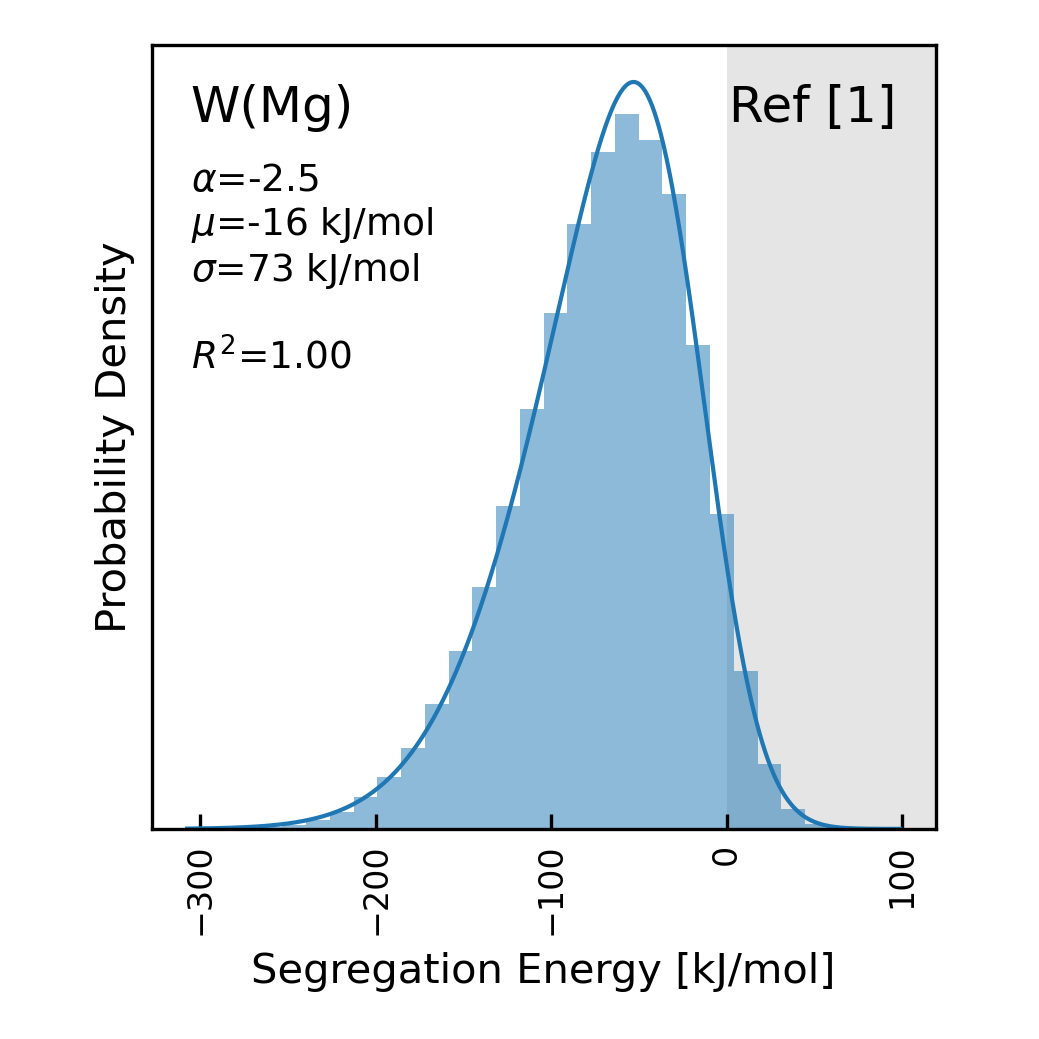 W(Mg)
Ref [1]
α=-2.5
μ=-16 kJ/mol
σ=73 kJ/mol
R²=1.00
Probability Density
−300
−200
−100
0
100
Segregation Energy [kJ/mol]